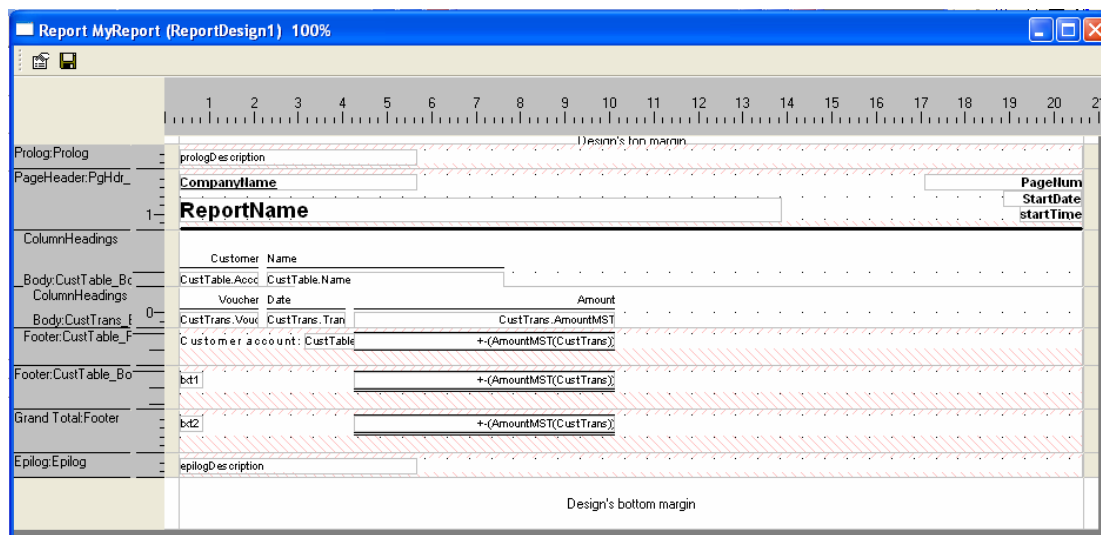 Report MyReport (ReportDesign1) 100%
1 2 3 4 5 6 7 8 9 10 11 12 13 14 15 16 17 18 19 20
Design's top margin
Prolog:Prolog
prologDescription
PageHeader:PgHdr_
CompanyName
PageNum
StartDate
1
ReportName
startTime
ColumnHeadings
Customer Name
Body:CustTable_Bo
CustTable.Acco CustTable.Name
ColumnHeadings
Voucher Date Amount
0
Body:CustTrans_
CustTrans.Vouc CustTrans.Tran CustTrans.AmountMST
Footer:CustTable_F
Customer account: CustTable
+-(AmountMST(CustTrans))
Footer:CustTable_Bo
txt1
+-(AmountMST(CustTrans))
Grand Total:Footer
txt2
+-(AmountMST(CustTrans))
Epilog:Epilog
epilogDescription
Design's bottom margin